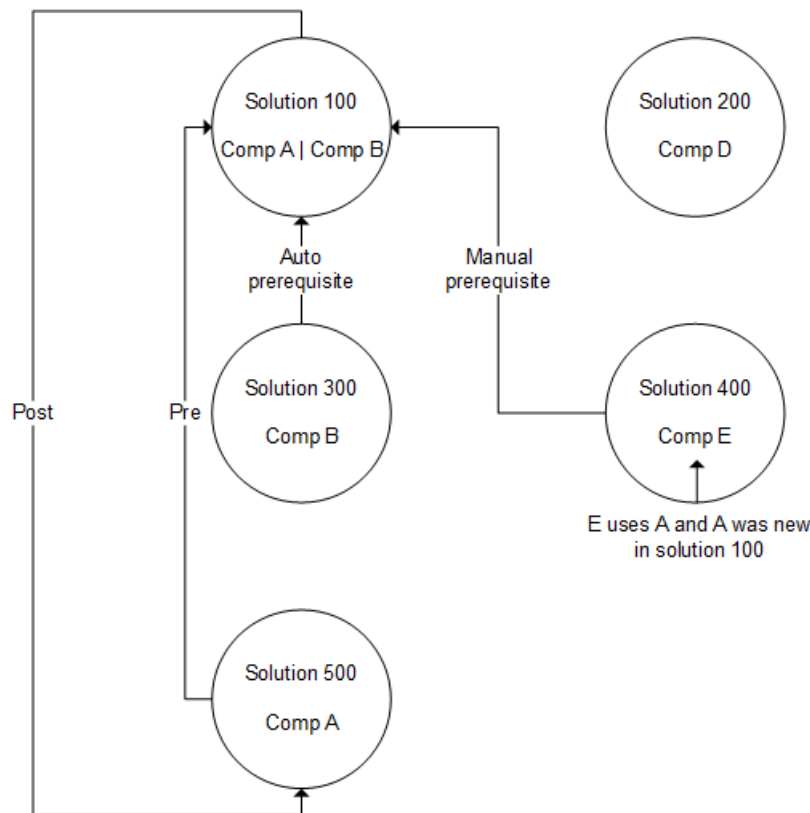 Solution 100
Comp A | Comp B
Solution 200
Comp D
Auto
prerequisite
Manual
prerequisite
Post
Pre
Solution 300
Comp B
Solution 400
Comp E
E uses A and A was new
in solution 100
Solution 500
Comp A